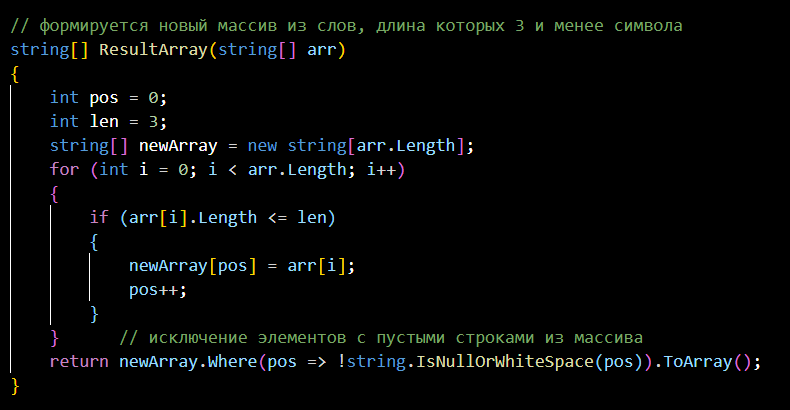 // формируется новый массив из слов, длина которых 3 и менее символа
string[] ResultArray(string[] arr)
{
    int pos = 0;
    int len = 3;
    string[] newArray = new string[arr.Length];
    for (int i = 0; i < arr.Length; i++)
    {
        if (arr[i].Length <= len)
        {
            newArray[pos] = arr[i];
            pos++;
        }
    }      // исключение элементов с пустыми строками из массива
    return newArray.Where(pos => !string.IsNullOrWhiteSpace(pos)).ToArray();
}